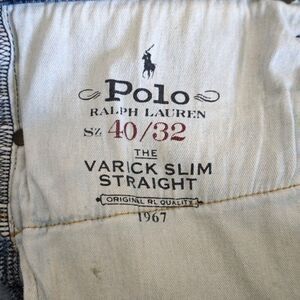 Polo
RALPH LAUREN
Sz 40/32
THE
VARICK SLIM
STRAIGHT
ORIGINAL RL QUALITY
1967